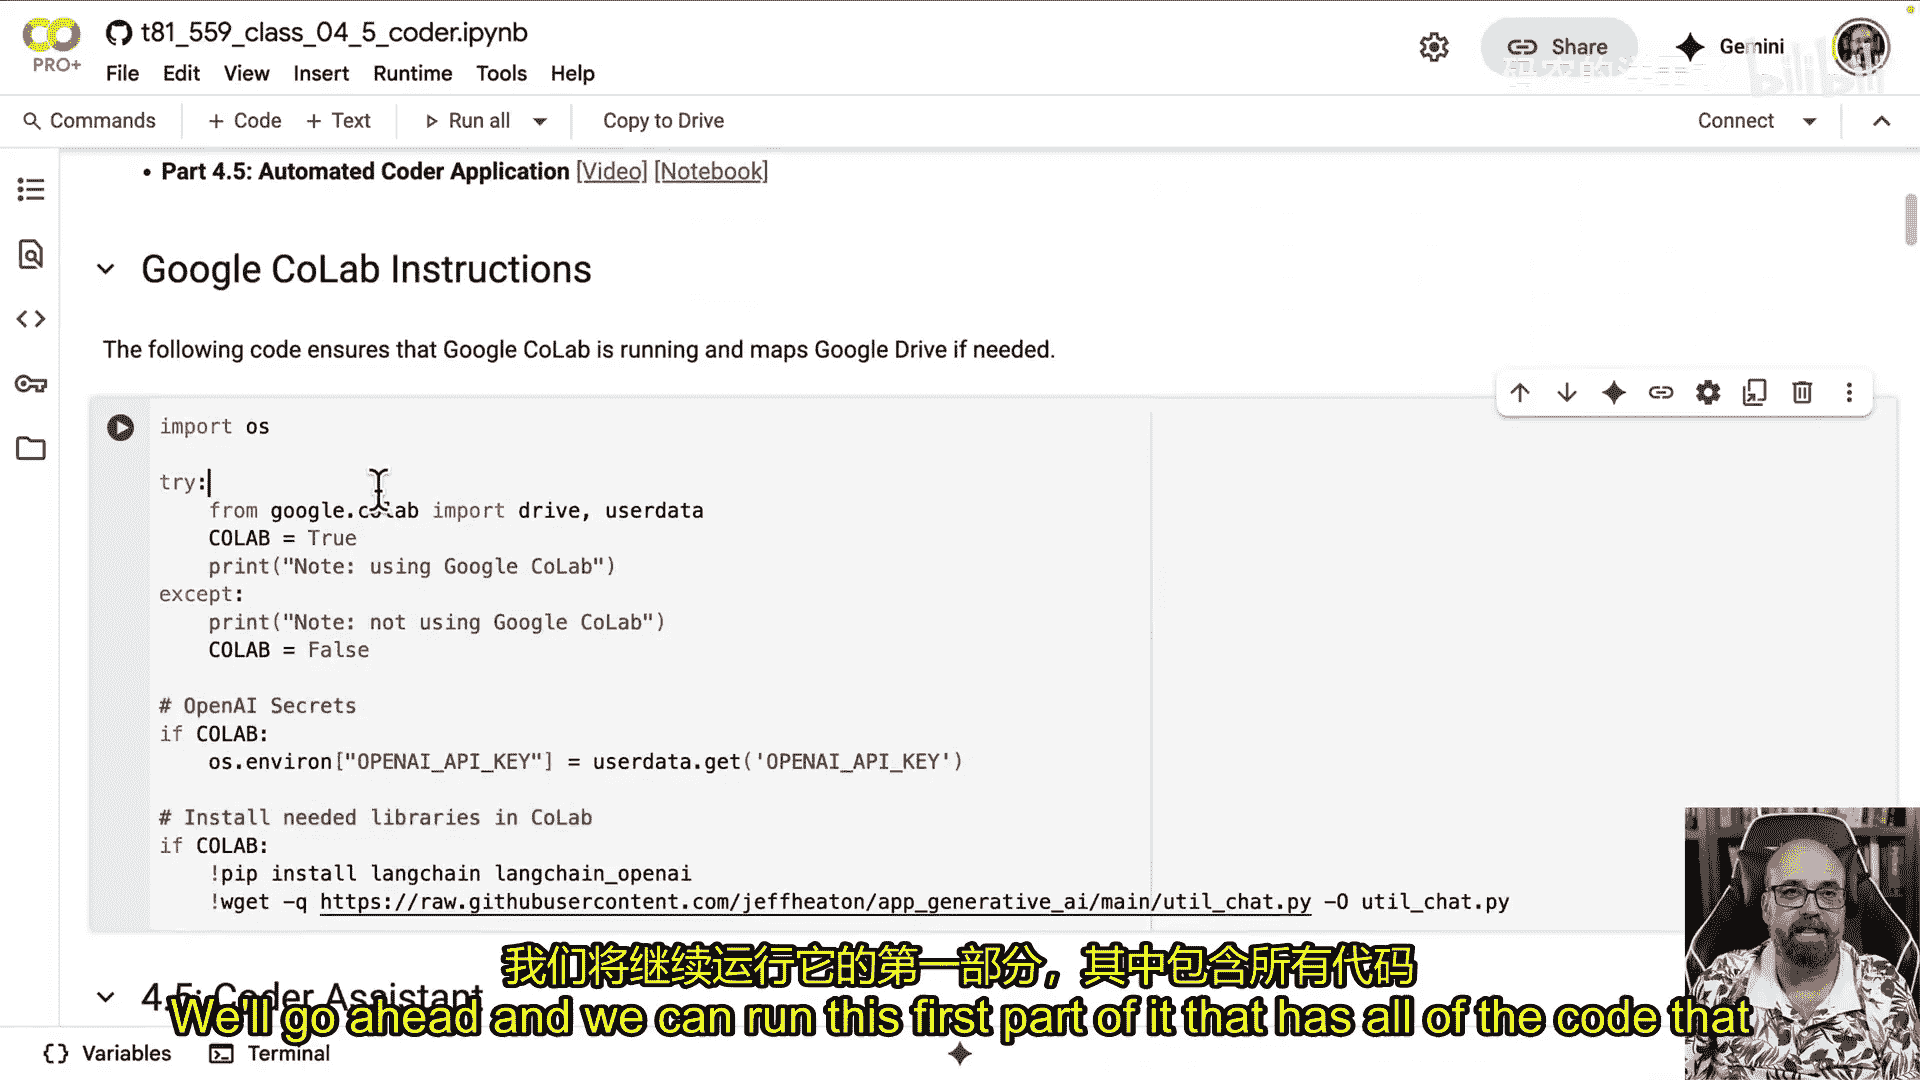 t81_559_class_04_5_coder.ipynb
PRO+
File Edit View Insert Runtime Tools Help
Share
Gemini
Commands
+ Code + Text
Run all
Copy to Drive
Connect
• Part 4.5: Automated Coder Application [Video] [Notebook]
Google CoLab Instructions
The following code ensures that Google CoLab is running and maps Google Drive if needed.
import os
try:
from google.colab import drive, userdata
COLAB = True
print("Note: using Google CoLab")
except:
print("Note: not using Google CoLab")
COLAB = False
# OpenAI Secrets
if COLAB:
os.environ["OPENAI_API_KEY"] = userdata.get('OPENAI_API_KEY')
# Install needed libraries in CoLab
if COLAB:
!pip install langchain langchain_openai
!wget -q https://raw.githubusercontent.com/jeffheaton/app_generative_ai/main/util_chat.py -O util_chat.py
4.5: Coder Assistant
我们将继续运行它的第一部分，其中包含所有代码
We'll go ahead and we can run this first part of it that has all of the code that
Variables
Terminal
bilibili